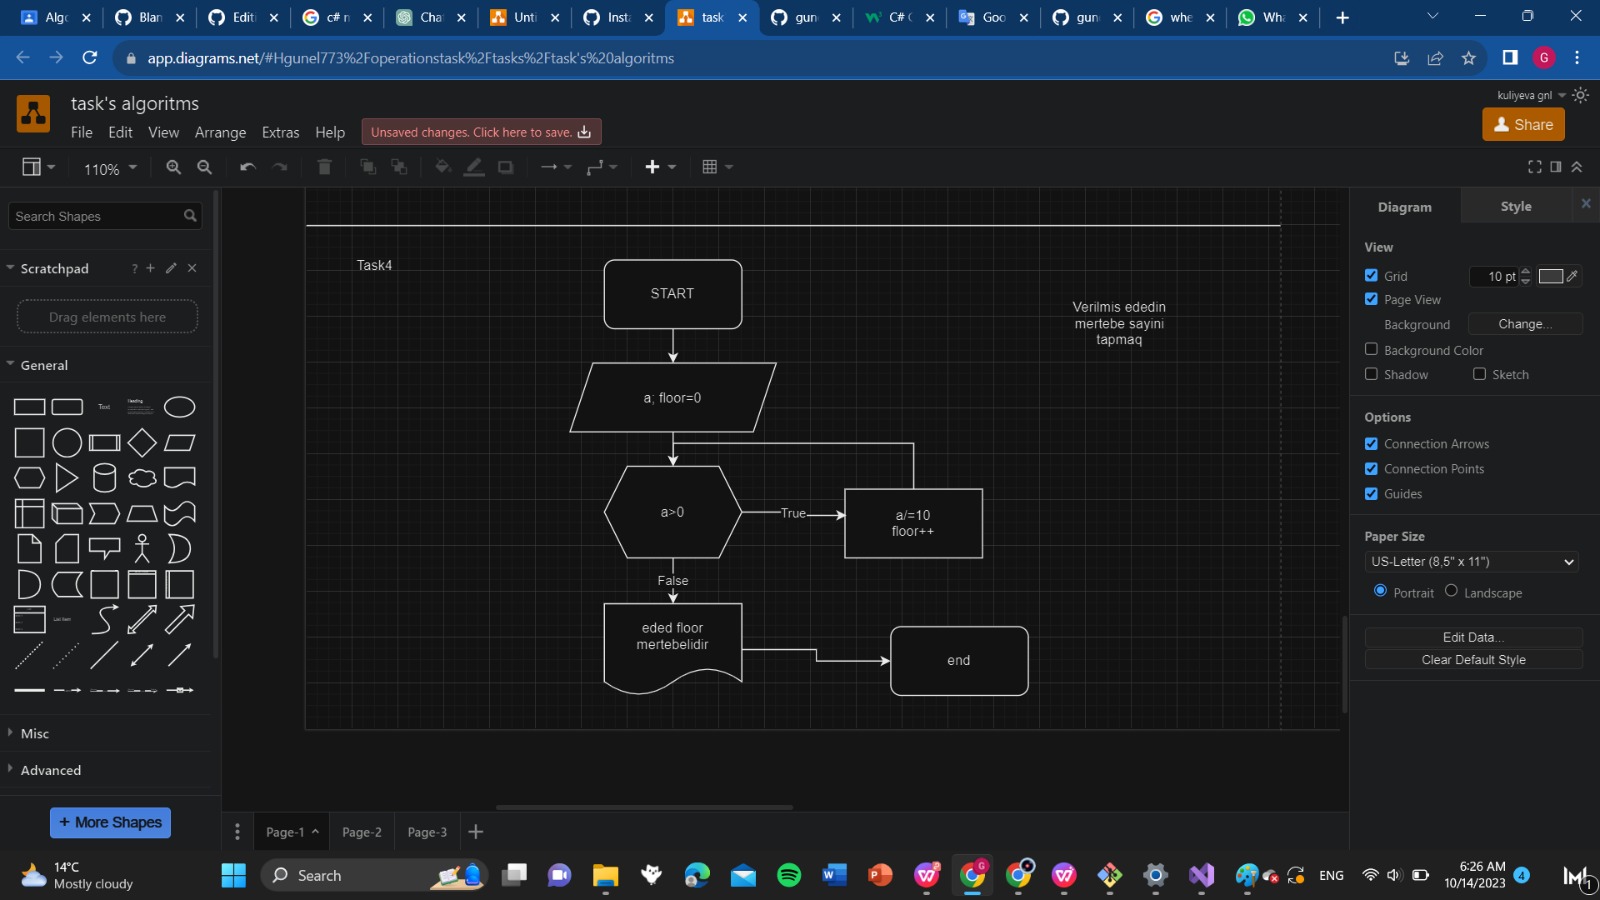 Algo
Blan
Editi
c# n
Cha
Unti
Insta
task
gun
C# C
Goo
gun
whe
Wha
app.diagrams.net/#Hgunel773%2Foperationstask%2Ftasks%2Ftask's%20algoritms
G
task's algoritms
kuliyeva gnl
File Edit View Arrange Extras Help
Unsaved changes. Click here to save.
Share
110%
Search Shapes
Scratchpad
?
Drag elements here
General
Text
Heading
List Item
Misc
Advanced
+ More Shapes
Task4
START
Verilmis ededin
mertebe sayini
tapmaq
a; floor=0
a>0
True
a/=10
floor++
False
eded floor
mertebelidir
end
Diagram
Style
View
Grid
10 pt
Page View
Background
Change...
Background Color
Shadow
Sketch
Options
Connection Arrows
Connection Points
Guides
Paper Size
US-Letter (8,5" x 11")
Portrait
Landscape
Edit Data...
Clear Default Style
Page-1
Page-2
Page-3
14°C
Mostly cloudy
Search
ENG
6:26 AM
10/14/2023
4
1